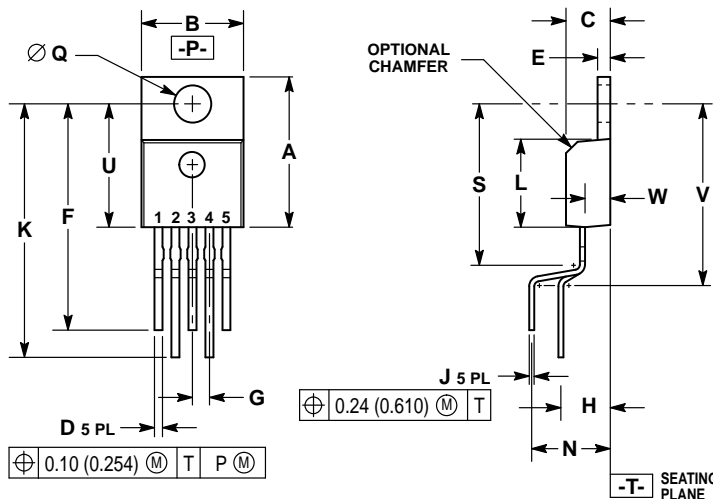 B
-P-
Ø Q
C
E
OPTIONAL
CHAMFER
A
U
F
K
S
L
W
V
1 2 3 4 5
G
D 5 PL
⌖ 0.10 (0.254) Ⓜ T P Ⓜ
J 5 PL
⌖ 0.24 (0.610) Ⓜ T
H
N
-T- SEATING
PLANE